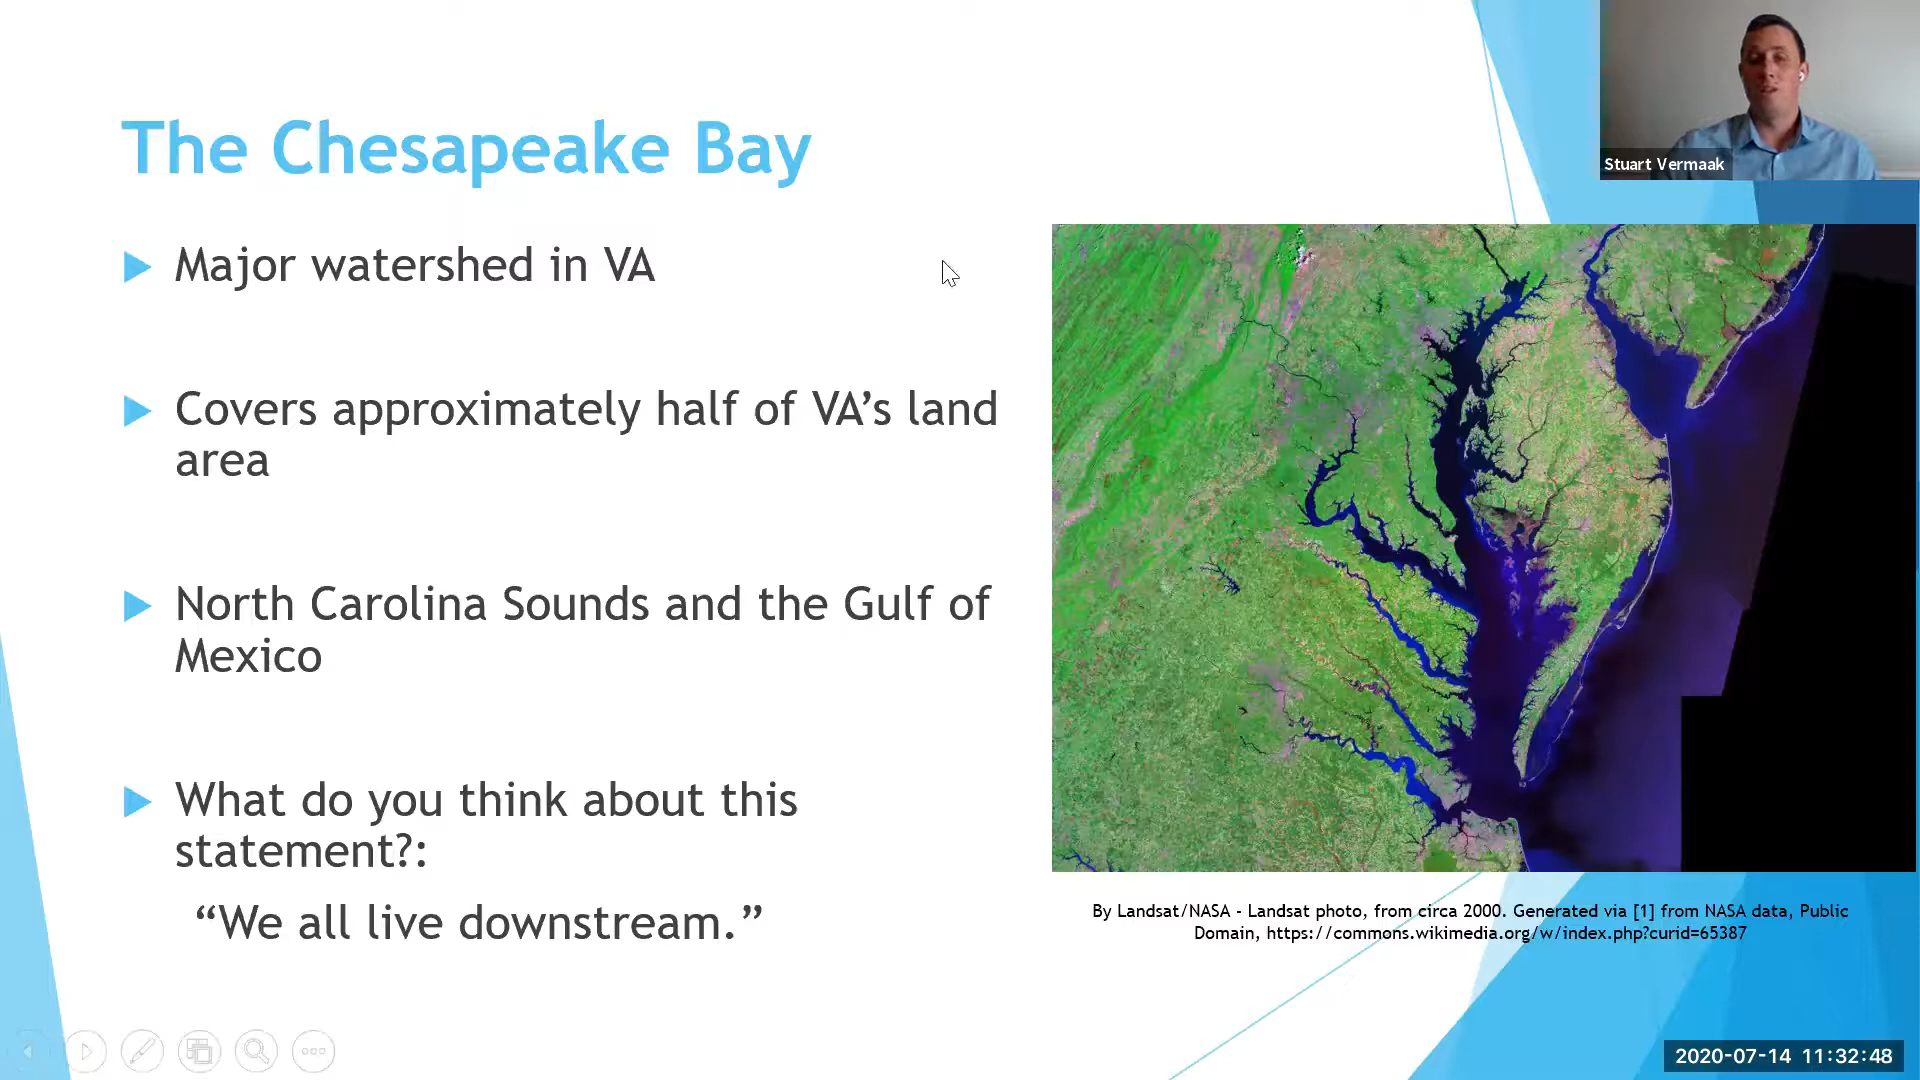 The Chesapeake Bay
Major watershed in VA
Covers approximately half of VA’s land
area
North Carolina Sounds and the Gulf of
Mexico
What do you think about this
statement?:
“We all live downstream.”
Stuart Vermaak
By Landsat/NASA - Landsat photo, from circa 2000. Generated via [1] from NASA data, Public
Domain, https://commons.wikimedia.org/w/index.php?curid=65387
2020-07-14 11:32:48